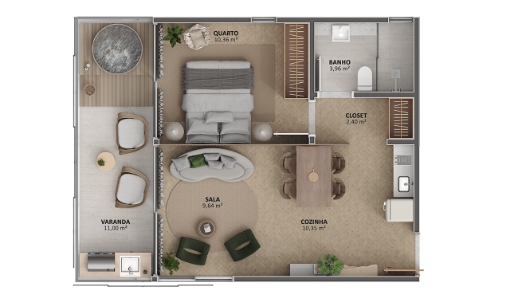 QUARTO
10,36 m²
BANHO
3,96 m²
CLOSET
2,40 m²
SALA
9,64 m²
VARANDA
11,00 m²
COZINHA
10,35 m²